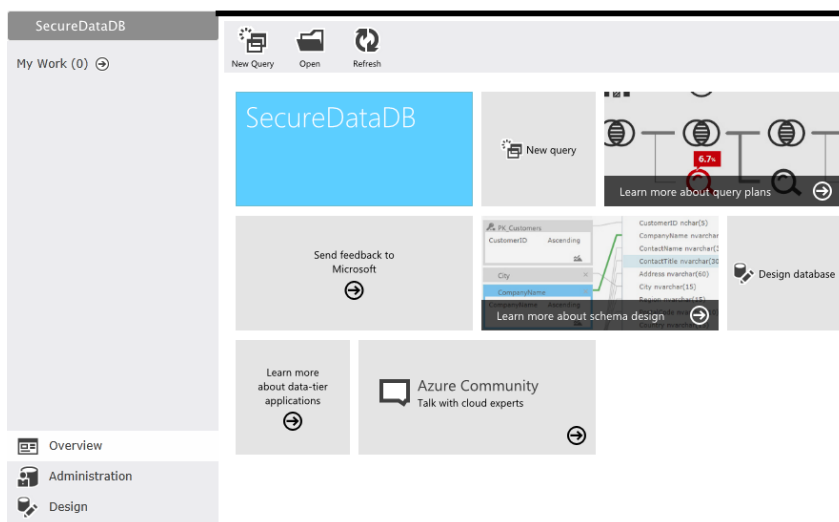 SecureDataDB
My Work (0)
New Query
Open
Refresh
SecureDataDB
New query
6.7%
Learn more about query plans
Send feedback to
Microsoft
PK_Customers
CustomerID Ascending
City
CompanyName
CompanyName Ascending
CustomerID nchar(5)
CompanyName nvarchar
ContactName nvarchar(
ContactTitle nvarchar(30
Address nvarchar(60)
City nvarchar(15)
Region nvarchar(15)
Learn more about schema design
Design database
Learn more
about data-tier
applications
Azure Community
Talk with cloud experts
Overview
Administration
Design